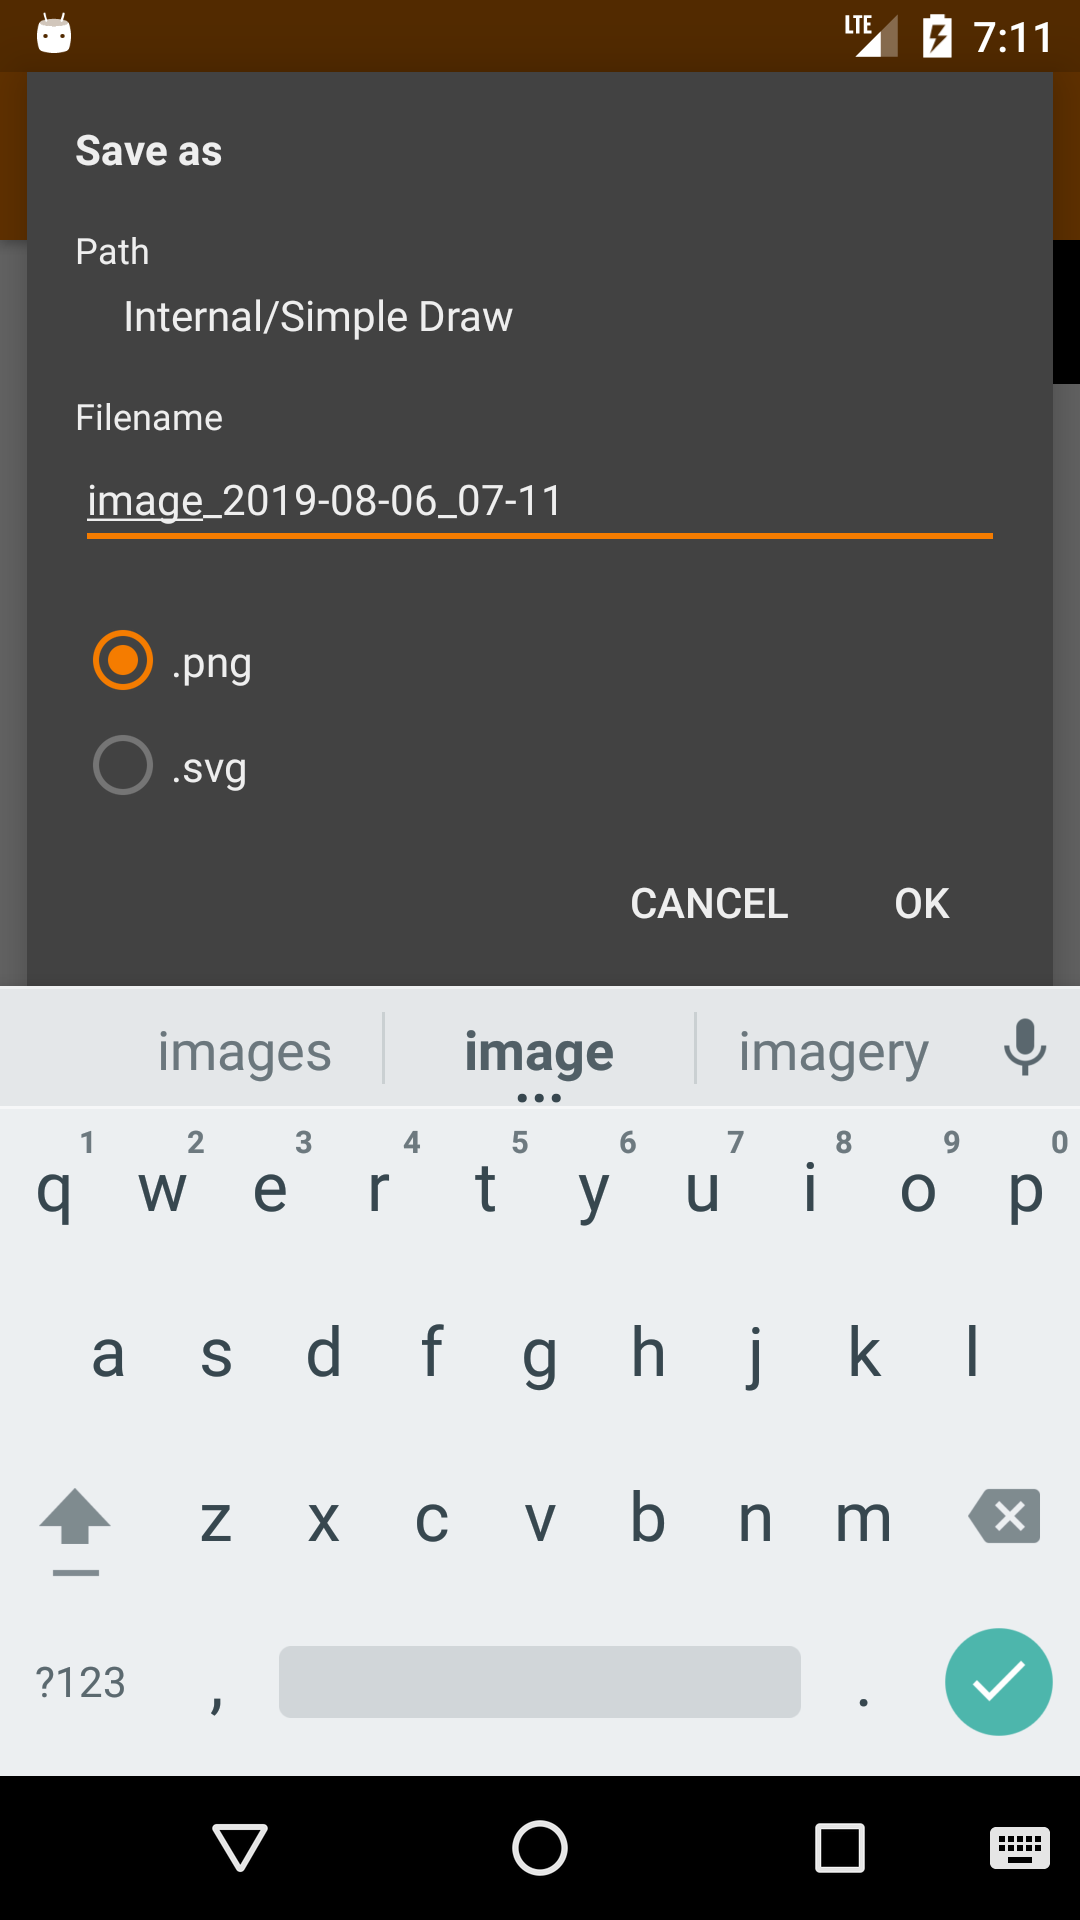 LTE 7:11
Save as
Path
Internal/Simple Draw
Filename
image_2019-08-06_07-11
.png
.svg
CANCEL OK
images image imagery
1 2 3 4 5 6 7 8 9 0
q w e r t y u i o p
a s d f g h j k l
z x c v b n m
?123 , .